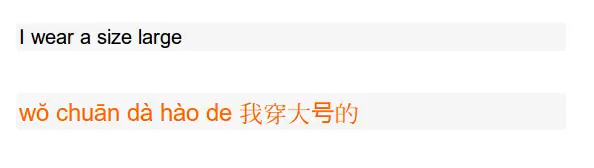 I wear a size large
wǒ chuān dà hào de 我穿大号的